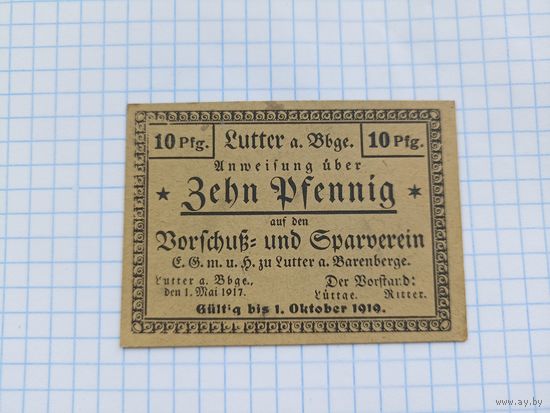 10 Pfg. Lutter a. Bbge. 10 Pfg.
Anweisung über
Zehn Pfennig
auf den
Vorschuß- und Sparverein
E. G. m. u. H. zu Lutter a. Barenberge.
Lutter a. Bbge., Der Vorstand:
den 1. Mai 1917. Lüttge. Ritter.
Gültig bis 1. Oktober 1919.
www.ay.by